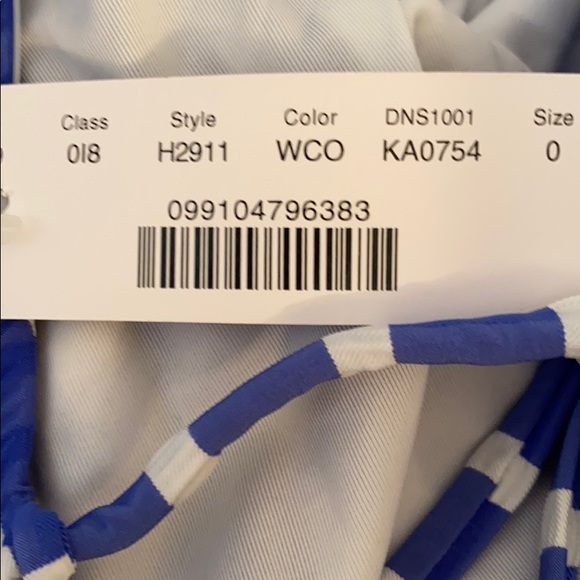 Class Style Color DNS1001 Size
0I8 H2911 WCO KA0754 0
099104796383